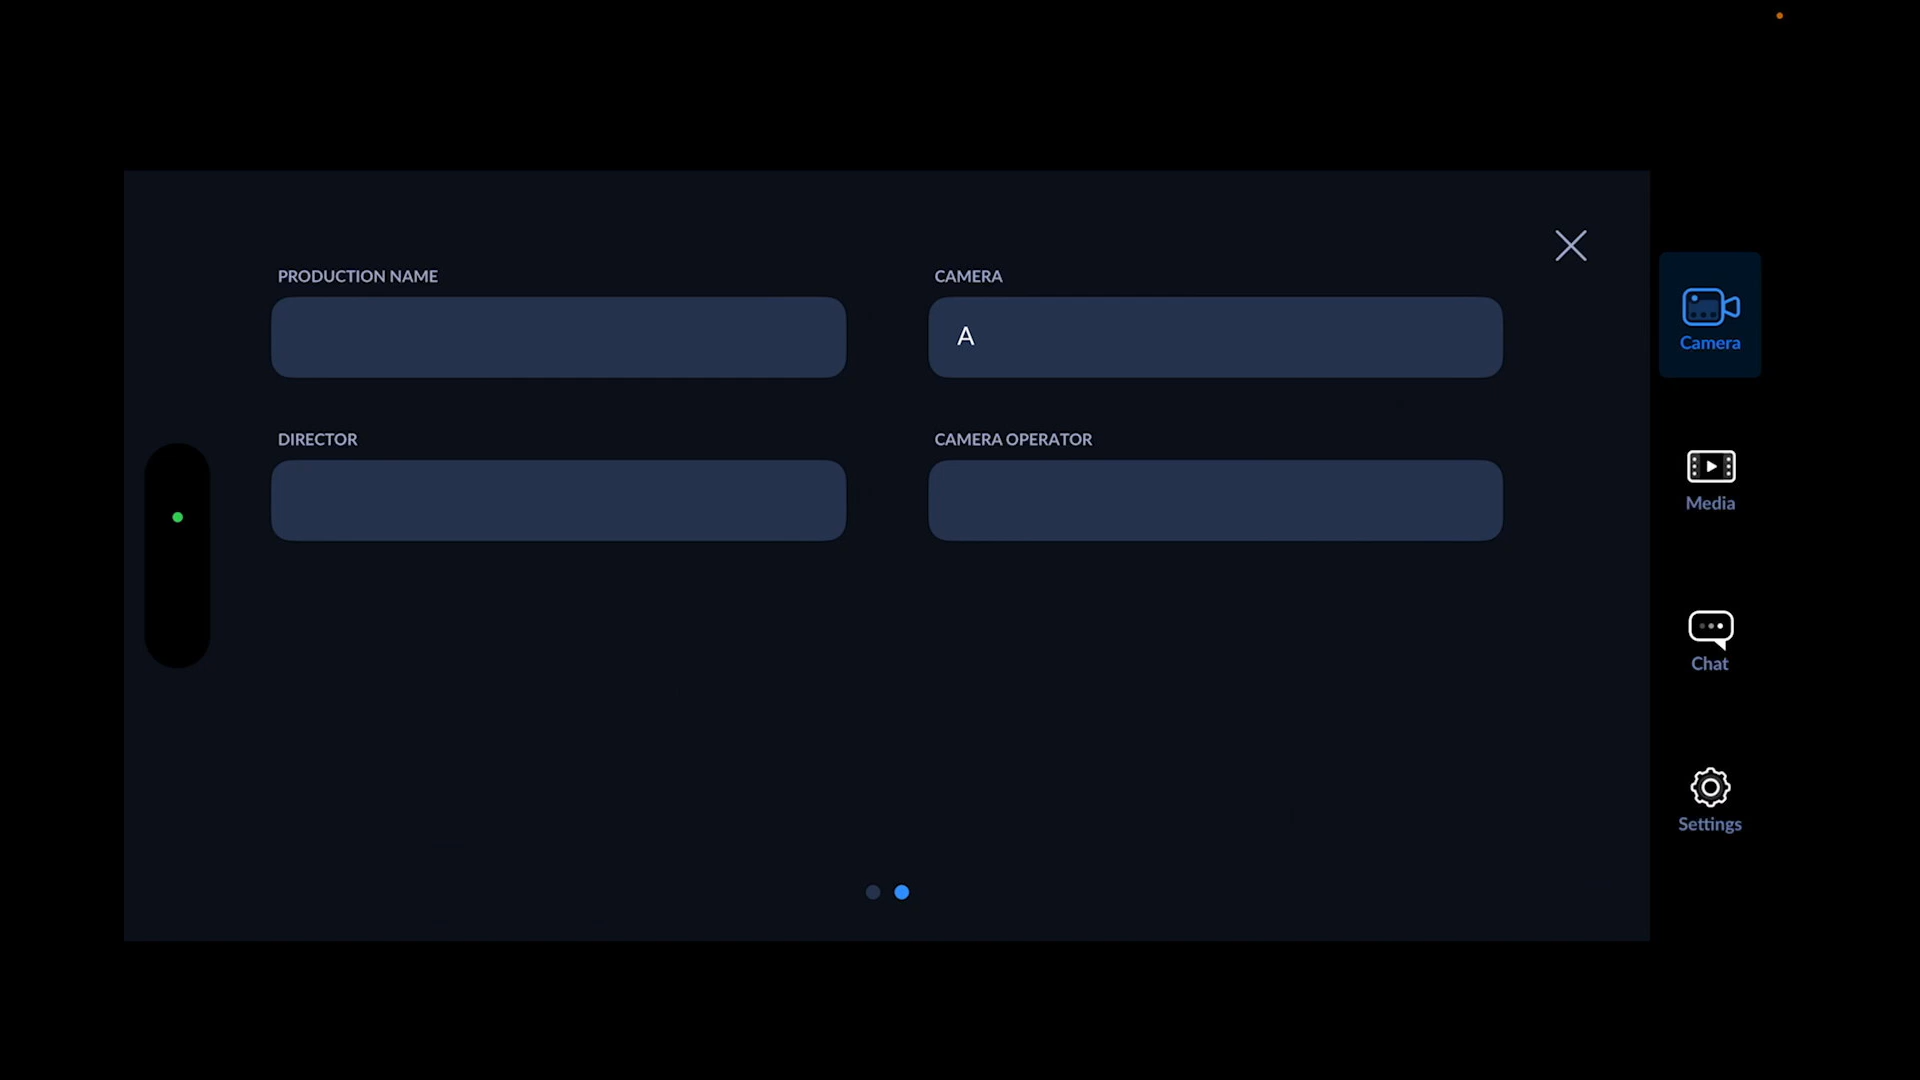 PRODUCTION NAME
CAMERA
A
DIRECTOR
CAMERA OPERATOR
Camera
Media
Chat
Settings